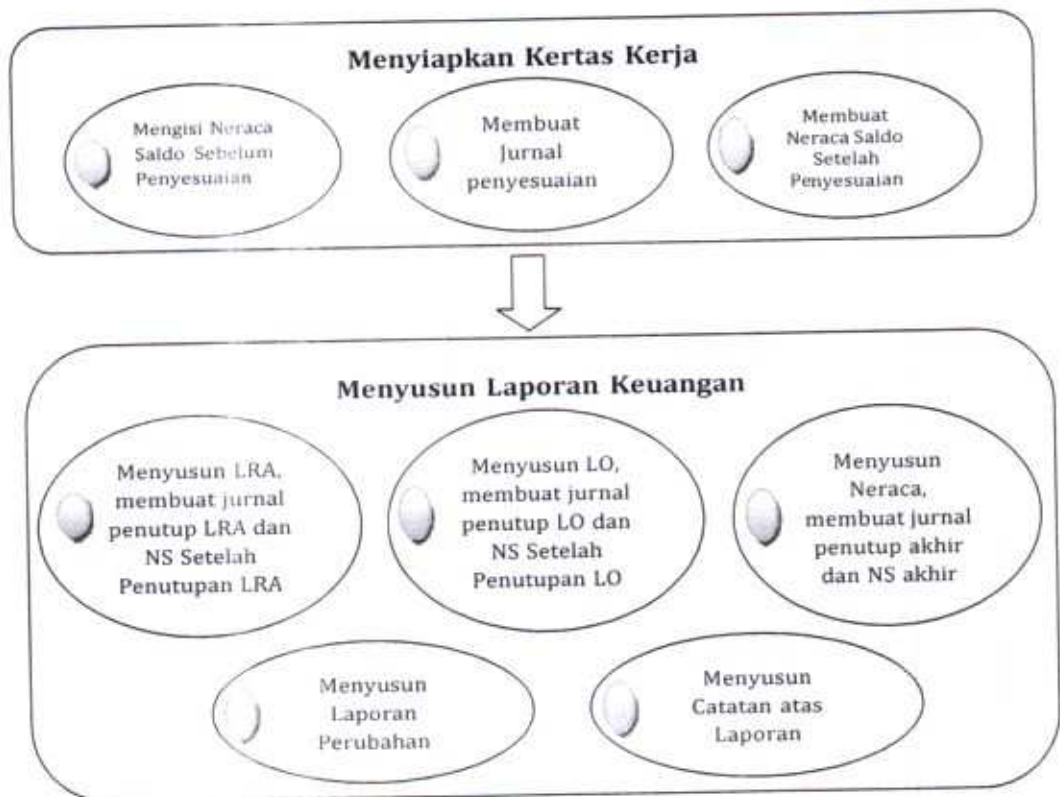 Menyiapkan Kertas Kerja
Mengisi Neraca
Saldo Sebelum
Penyesuaian
Membuat
Jurnal
penyesuaian
Membuat
Neraca Saldo
Setelah
Penyesuaian
Menyusun Laporan Keuangan
Menyusun LRA,
membuat jurnal
penutup LRA dan
NS Setelah
Penutupan LRA
Menyusun LO,
membuat jurnal
penutup LO dan
NS Setelah
Penutupan LO
Menyusun
Neraca,
membuat jurnal
penutup akhir
dan NS akhir
Menyusun
Laporan
Perubahan
Menyusun
Catatan atas
Laporan